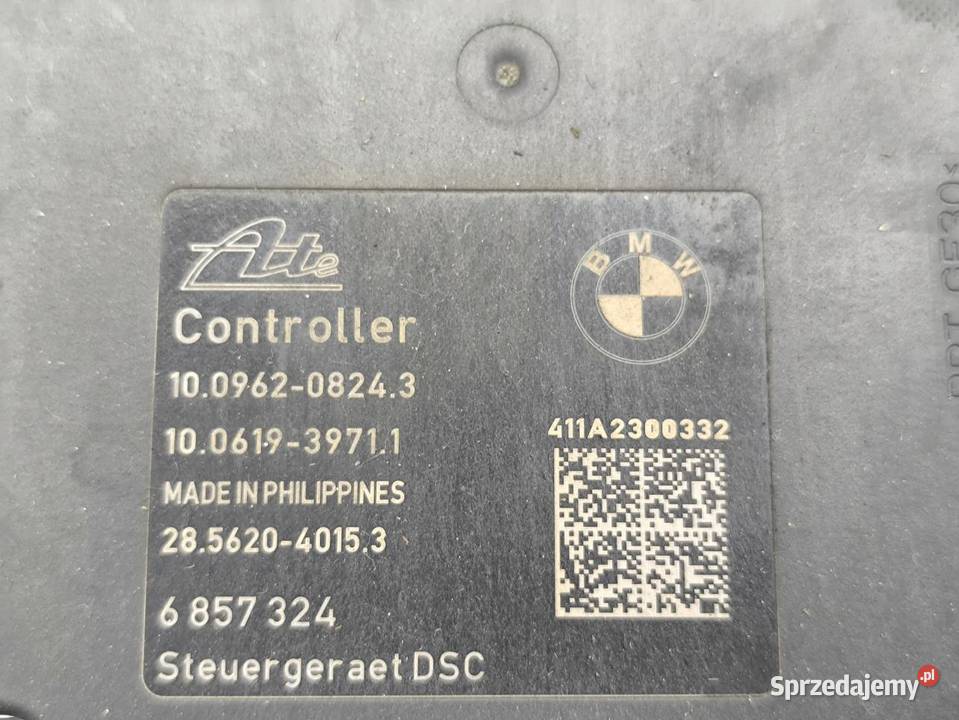 Ate
BMW
Controller
10.0962-0824.3
10.0619-3971.1
411A2300332
MADE IN PHILIPPINES
28.5620-4015.3
6 857 324
Steuergeraet DSC
Sprzedajemy.pl